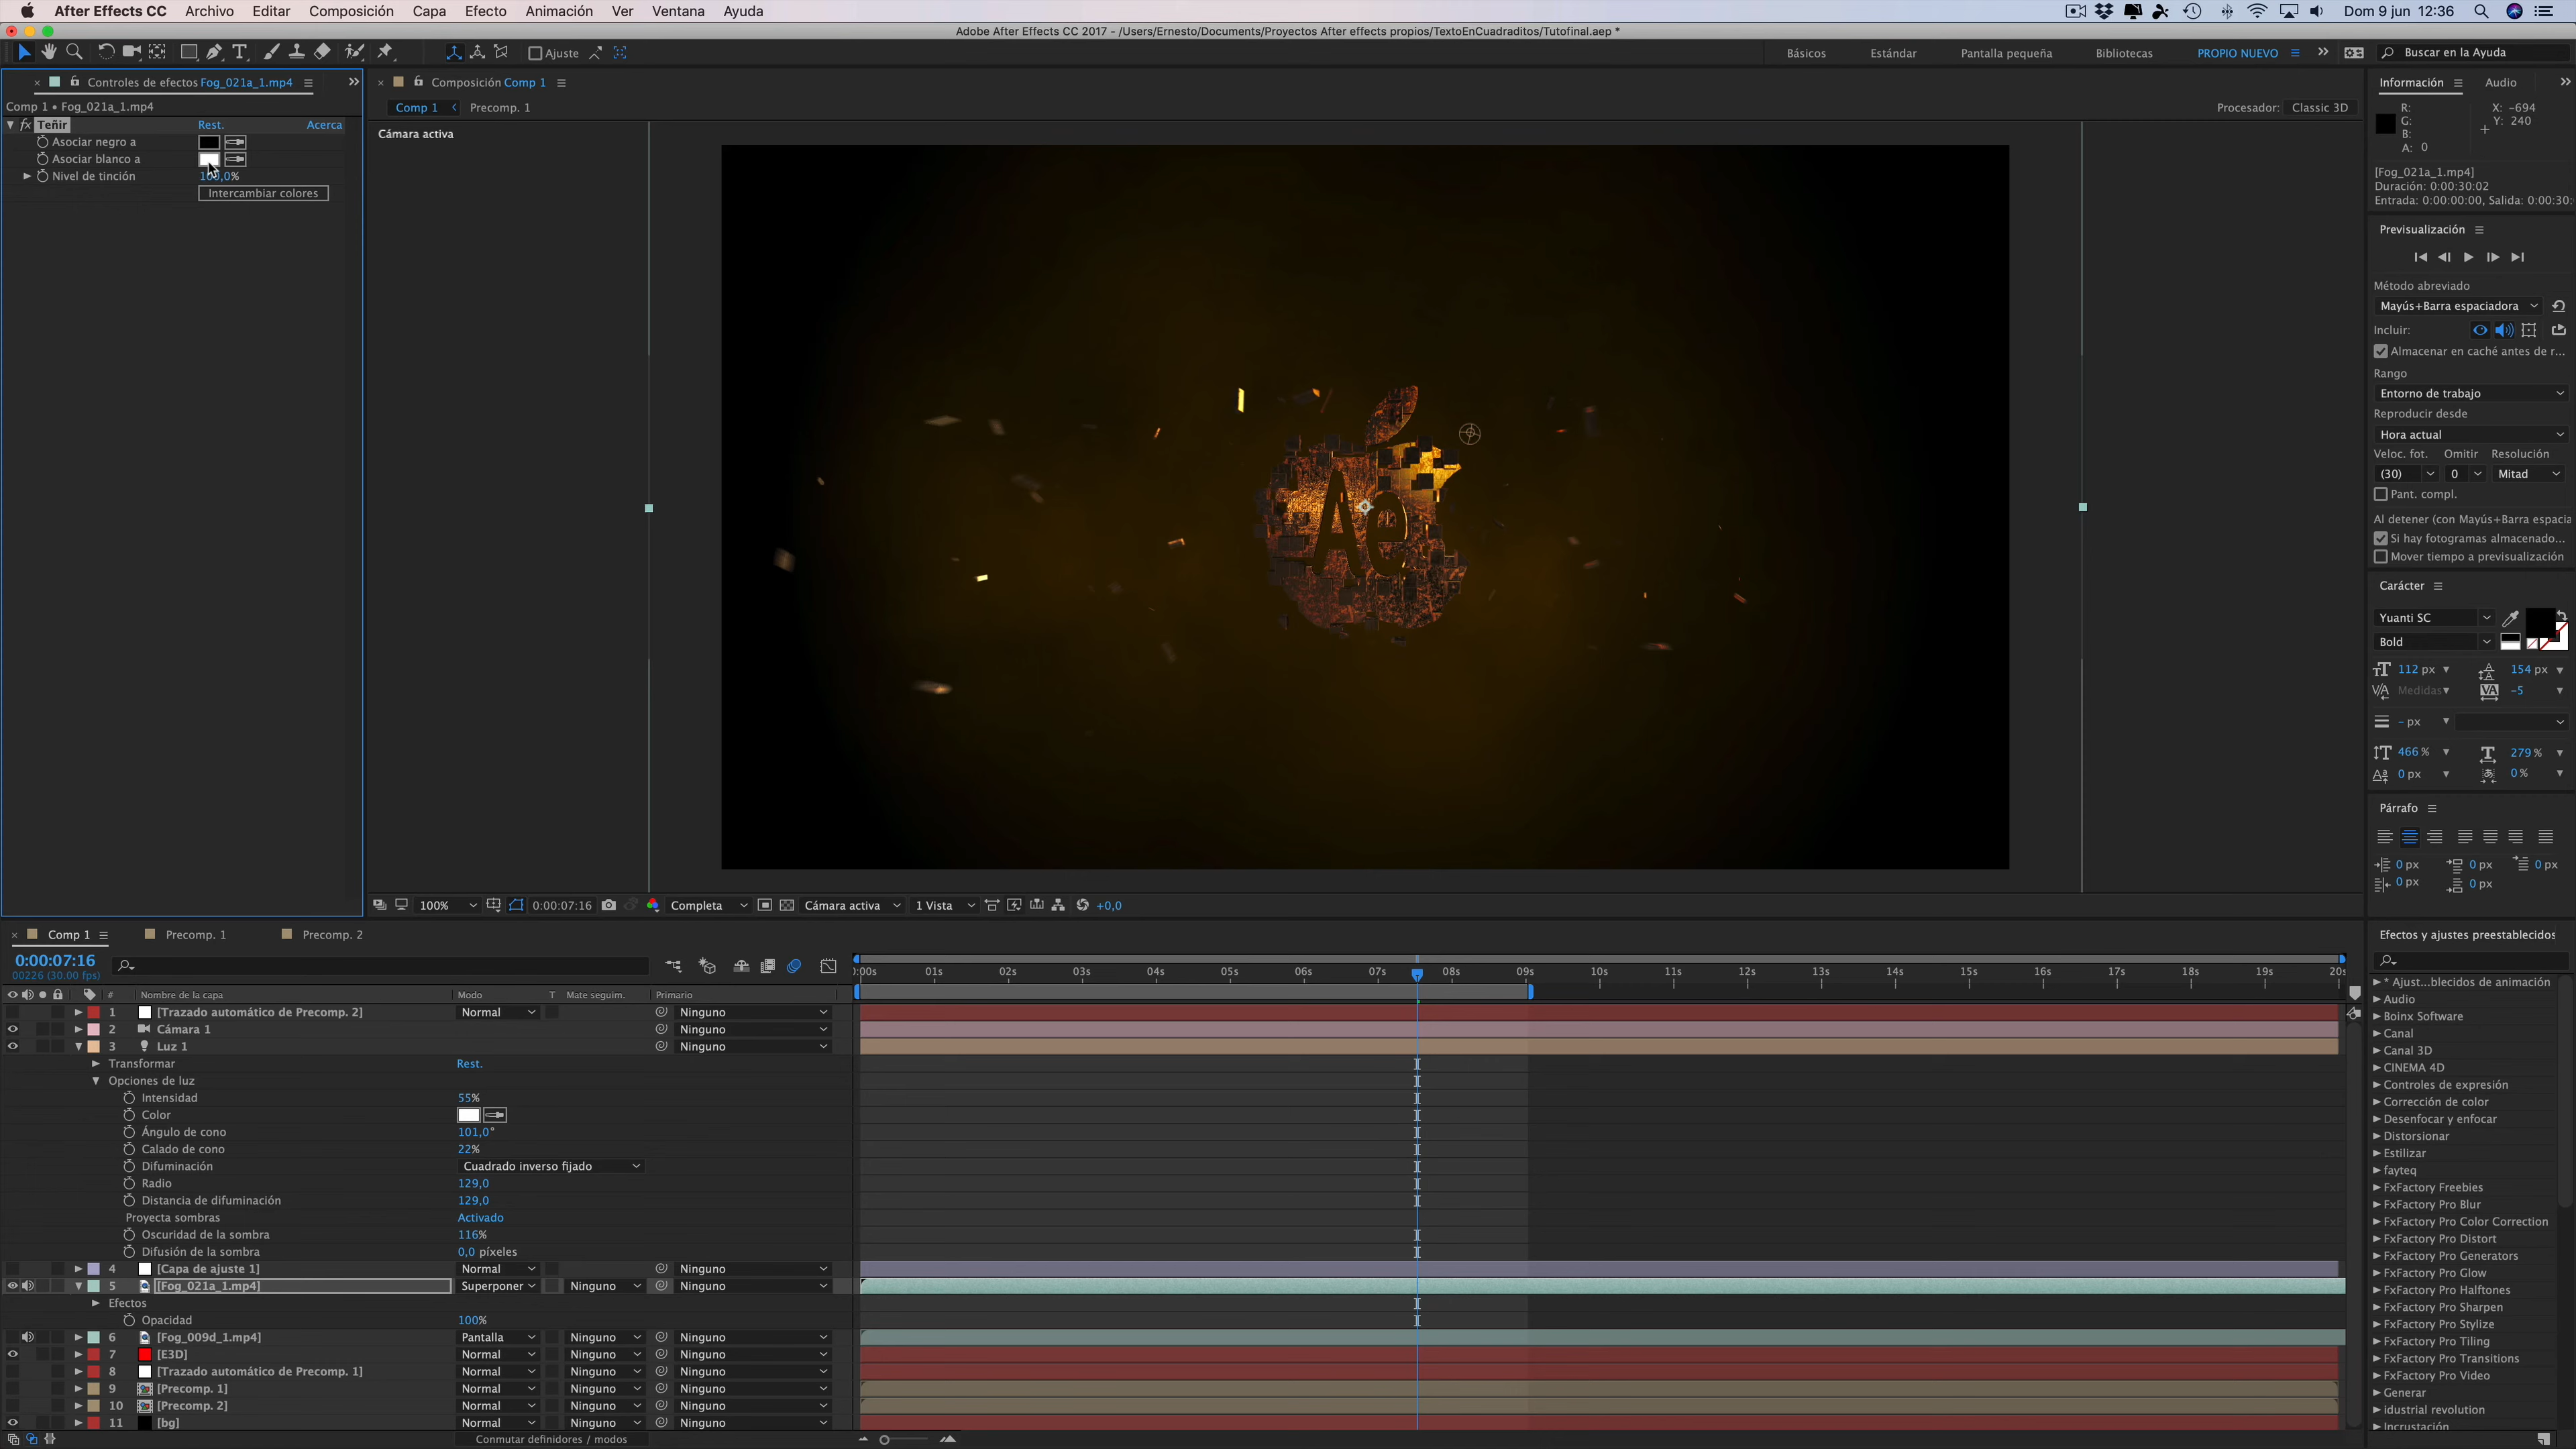 After Effects CC Archivo Editar Composición Capa Efecto Animación Ver Ventana Ayuda Dom 9 jun 12:36
Adobe After Effects CC 2017 - /Users/Ernesto/Documents/Proyectos After effects propios/TextoEnCuadraditos/Tutofinal.aep *
Ajuste Básicos Estándar Pantalla pequeña Bibliotecas PROPIO NUEVO Buscar en la Ayuda
Controles de efectos Fog_021a_1.mp4
Comp 1 • Fog_021a_1.mp4
fx Teñir Rest. Acerca
Asociar negro a
Asociar blanco a
Nivel de tinción
Intercambiar colores
Composición Comp 1
Comp 1 Precomp. 1
Procesador: Classic 3D
Cámara activa
Ae
100% 0:00:07:16 Completa Cámara activa 1 Vista +0,0
Información Audio
R: X: -694
G: Y: 240
B:
A: 0
[Fog_021a_1.mp4]
Duración: 0:00:30:02
Entrada: 0:00:00:00, Salida: 0:00:30:
Previsualización
Método abreviado
Mayús+Barra espaciadora
Incluir:
Almacenar en caché antes de r...
Rango
Entorno de trabajo
Reproducir desde
Hora actual
Veloc. fot. Omitir Resolución
(30) 0 Mitad
Pant. compl.
Al detener (con Mayús+Barra espacia
Si hay fotogramas almacenado...
Mover tiempo a previsualización
Carácter
Yuanti SC
Bold
112 px 154 px
Medidas -5
- px
466 % 279 %
0 px 0 %
Párrafo
0 px 0 px 0 px
0 px 0 px
Comp 1 Precomp. 1 Precomp. 2
0:00:07:16
00226 (30.00 fps)
):00s 01s 02s 03s 04s 05s 06s 07s 08s 09s 10s 11s 12s 13s 14s 15s 16s 17s 18s 19s 20s
# Nombre de la capa Modo T Mate seguim. Primario
1 [Trazado automático de Precomp. 2] Normal Ninguno
2 Cámara 1 Ninguno
3 Luz 1 Ninguno
Transformar Rest.
Opciones de luz
Intensidad 55%
Color
Ángulo de cono 101,0°
Calado de cono 22%
Difuminación Cuadrado inverso fijado
Radio 129,0
Distancia de difuminación 129,0
Proyecta sombras Activado
Oscuridad de la sombra 116%
Difusión de la sombra 0,0 píxeles
4 [Capa de ajuste 1] Normal Ninguno
5 [Fog_021a_1.mp4] Superponer Ninguno Ninguno
Efectos
Opacidad 100%
6 [Fog_009d_1.mp4] Pantalla Ninguno Ninguno
7 [E3D] Normal Ninguno Ninguno
8 [Trazado automático de Precomp. 1] Normal Ninguno Ninguno
9 [Precomp. 1] Normal Ninguno Ninguno
10 [Precomp. 2] Normal Ninguno Ninguno
11 [bg] Normal Ninguno Ninguno
Conmutar definidores / modos
Efectos y ajustes preestablecidos
* Ajust...blecidos de animación
Audio
Boinx Software
Canal
Canal 3D
CINEMA 4D
Controles de expresión
Corrección de color
Desenfocar y enfocar
Distorsionar
Estilizar
fayteq
FxFactory Freebies
FxFactory Pro Blur
FxFactory Pro Color Correction
FxFactory Pro Distort
FxFactory Pro Generators
FxFactory Pro Glow
FxFactory Pro Halftones
FxFactory Pro Sharpen
FxFactory Pro Stylize
FxFactory Pro Tiling
FxFactory Pro Transitions
FxFactory Pro Video
Generar
idustrial revolution
Incrustación